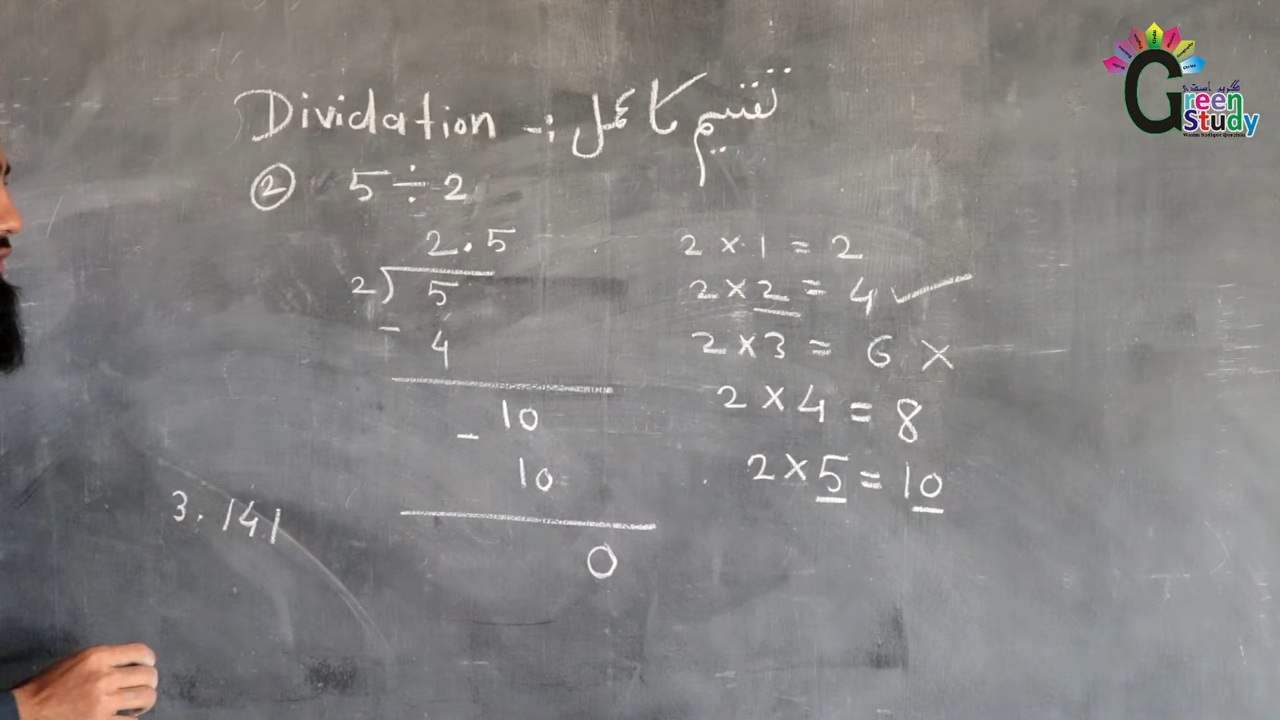 Dividation -: تقسیم کا عمل
② 5 ÷ 2
2.5
2) 5
- 4
10
- 10
0
2 × 1 = 2
2 × 2 = 4 ✓
2 × 3 = 6 ×
2 × 4 = 8
2 × 5 = 10
3.141
Green
Study